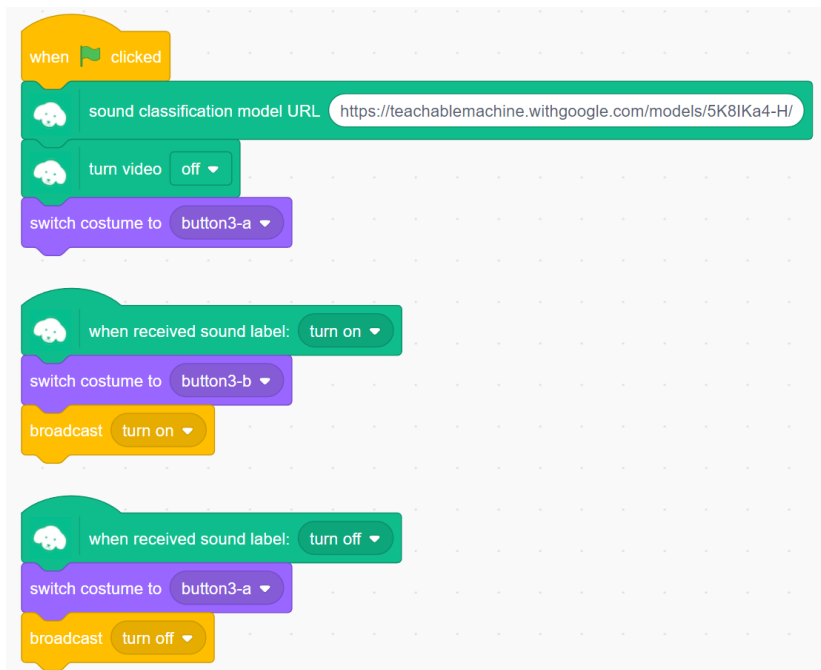 when clicked
sound classification model URL https://teachablemachine.withgoogle.com/models/5K8IKa4-H/
turn video off
switch costume to button3-a
when received sound label: turn on
switch costume to button3-b
broadcast turn on
when received sound label: turn off
switch costume to button3-a
broadcast turn off